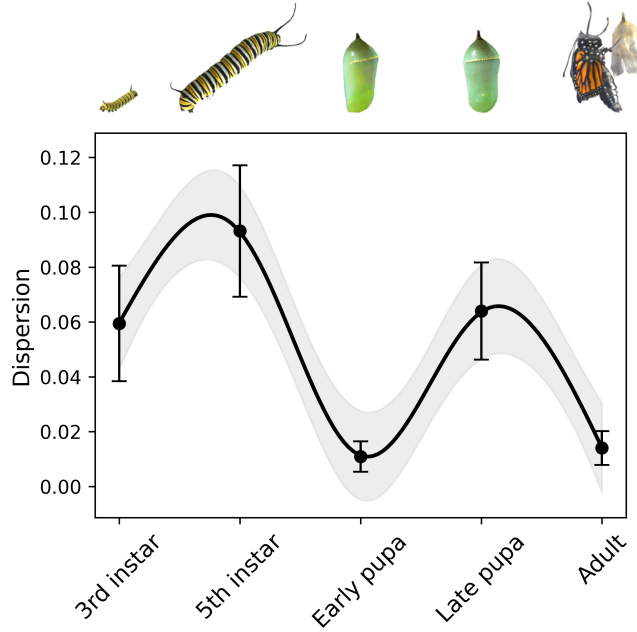 0.12
0.10
0.08
0.06
0.04
0.02
0.00
Dispersion
3rd instar
5th instar
Early pupa
Late pupa
Adult